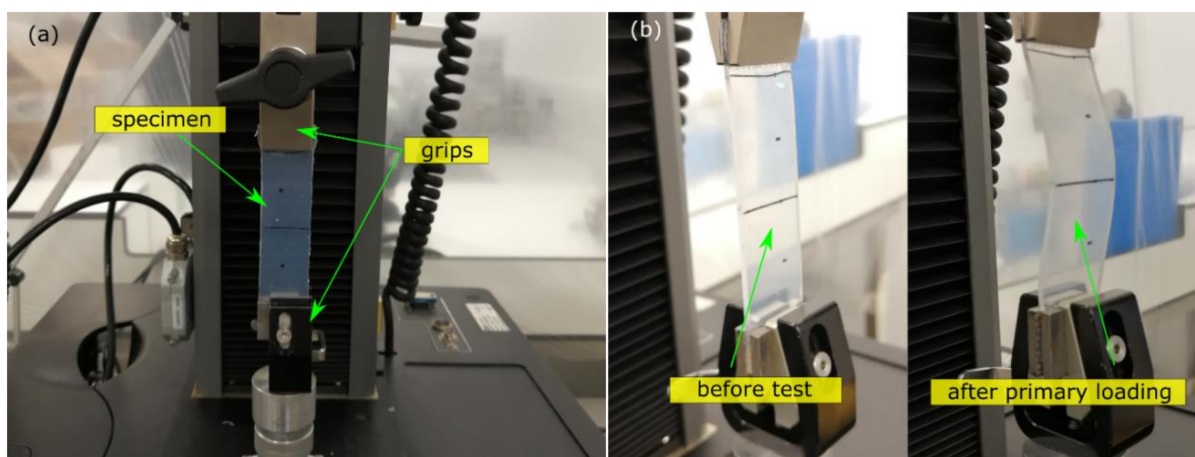 (a)
specimen
grips
(b)
before test
after primary loading